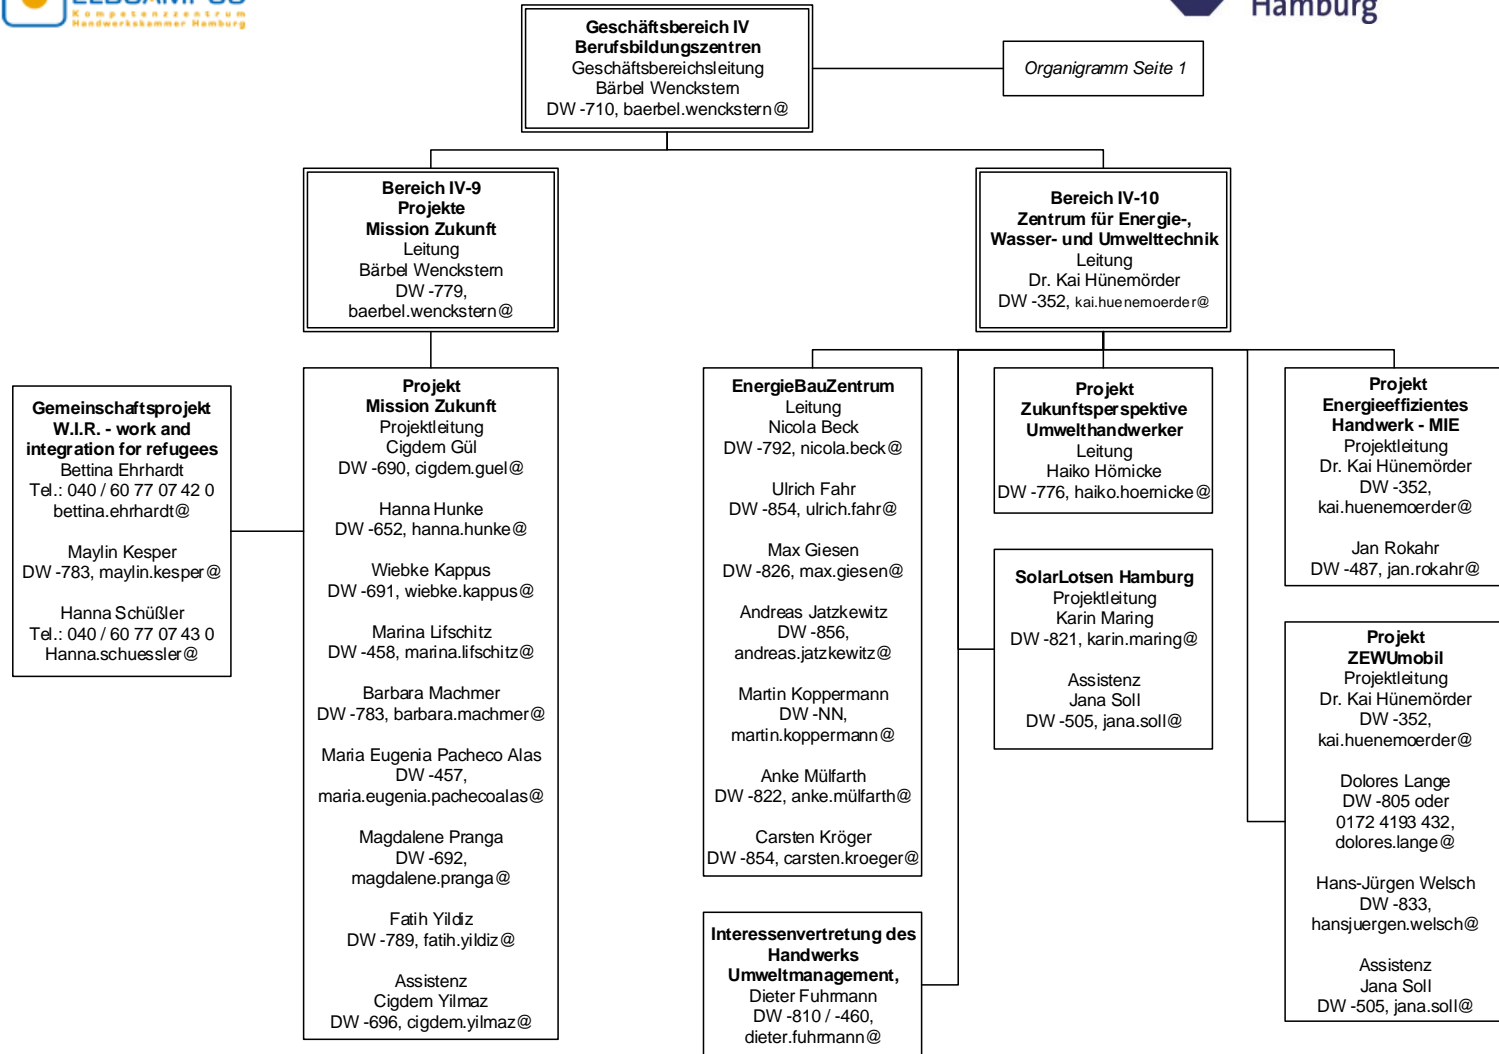 ELBCAMPUS
Kompetenzzentrum
Handwerkskammer Hamburg
Hamburg
Geschäftsbereich IV
Berufsbildungszentren
Geschäftsbereichsleitung
Bärbel Wenckstern
DW -710, baerbel.wenckstern@
Organigramm Seite 1
Bereich IV-9
Projekte
Mission Zukunft
Leitung
Bärbel Wenckstern
DW -779,
baerbel.wenckstern@
Bereich IV-10
Zentrum für Energie-,
Wasser- und Umwelttechnik
Leitung
Dr. Kai Hünemörder
DW -352, kai.huenemoerder@
Gemeinschaftsprojekt
W.I.R. - work and
integration for refugees
Bettina Ehrhardt
Tel.: 040 / 60 77 07 42 0
bettina.ehrhardt@
Maylin Kesper
DW -783, maylin.kesper@
Hanna Schüßler
Tel.: 040 / 60 77 07 43 0
Hanna.schuessler@
Projekt
Mission Zukunft
Projektleitung
Cigdem Gül
DW -690, cigdem.guel@
Hanna Hunke
DW -652, hanna.hunke@
Wiebke Kappus
DW -691, wiebke.kappus@
Marina Lifschitz
DW -458, marina.lifschitz@
Barbara Machmer
DW -783, barbara.machmer@
Maria Eugenia Pacheco Alas
DW -457,
maria.eugenia.pachecoalas@
Magdalene Pranga
DW -692,
magdalene.pranga@
Fatih Yildiz
DW -789, fatih.yildiz@
Assistenz
Cigdem Yilmaz
DW -696, cigdem.yilmaz@
EnergieBauZentrum
Leitung
Nicola Beck
DW -792, nicola.beck@
Ulrich Fahr
DW -854, ulrich.fahr@
Max Giesen
DW -826, max.giesen@
Andreas Jatzkewitz
DW -856,
andreas.jatzkewitz@
Martin Koppermann
DW -NN,
martin.koppermann@
Anke Mülfarth
DW -822, anke.mülfarth@
Carsten Kröger
DW -854, carsten.kroeger@
Interessenvertretung des
Handwerks
Umweltmanagement,
Dieter Fuhrmann
DW -810 / -460,
dieter.fuhrmann@
Projekt
Zukunftsperspektive
Umwelthandwerker
Leitung
Haiko Hörnicke
DW -776, haiko.hoernicke@
SolarLotsen Hamburg
Projektleitung
Karin Maring
DW -821, karin.maring@
Assistenz
Jana Soll
DW -505, jana.soll@
Projekt
Energieeffizientes
Handwerk - MIE
Projektleitung
Dr. Kai Hünemörder
DW -352,
kai.huenemoerder@
Jan Rokahr
DW -487, jan.rokahr@
Projekt
ZEWUmobil
Projektleitung
Dr. Kai Hünemörder
DW -352,
kai.huenemoerder@
Dolores Lange
DW -805 oder
0172 4193 432,
dolores.lange@
Hans-Jürgen Welsch
DW -833,
hansjuergen.welsch@
Assistenz
Jana Soll
DW -505, jana.soll@